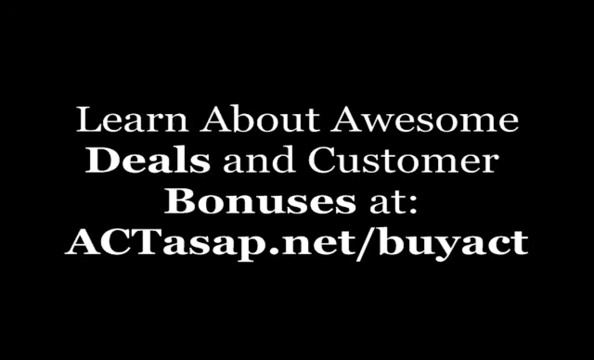 Learn About Awesome
Deals and Customer
Bonuses at:
ACTasap.net/buyact